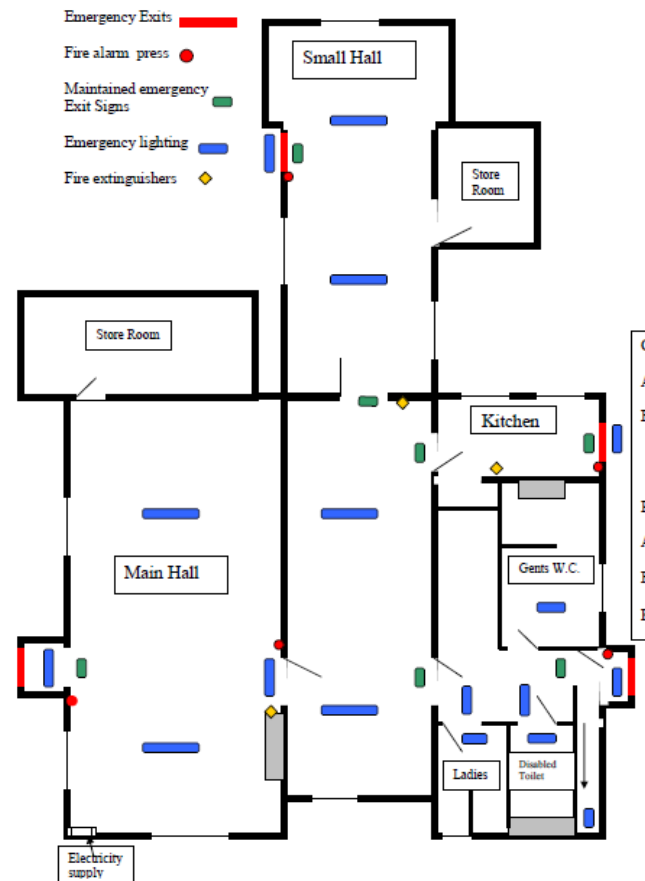 Emergency Exits
Fire alarm press
Maintained emergency
Exit Signs
Emergency lighting
Fire extinguishers
Small Hall
Store
Room
Store Room
Kitchen
Main Hall
Gents W.C.
Ladies
Disabled
Toilet
Electricity
supply